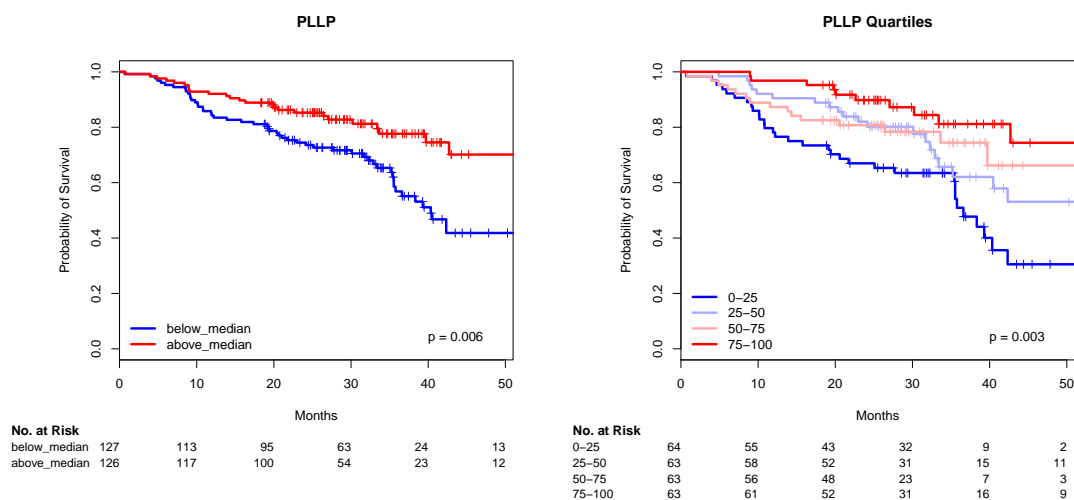 PLLP
Probability of Survival
1.0
0.8
0.6
0.4
0.2
0.0
below_median
above_median
p = 0.006
0 10 20 30 40 50
Months
No. at Risk
below_median 127 113 95 63 24 13
above_median 126 117 100 54 23 12
PLLP Quartiles
Probability of Survival
1.0
0.8
0.6
0.4
0.2
0.0
0−25
25−50
50−75
75−100
p = 0.003
0 10 20 30 40 50
Months
No. at Risk
0−25 64 55 43 32 9 2
25−50 63 58 52 31 15 11
50−75 63 56 48 23 7 3
75−100 63 61 52 31 16 9